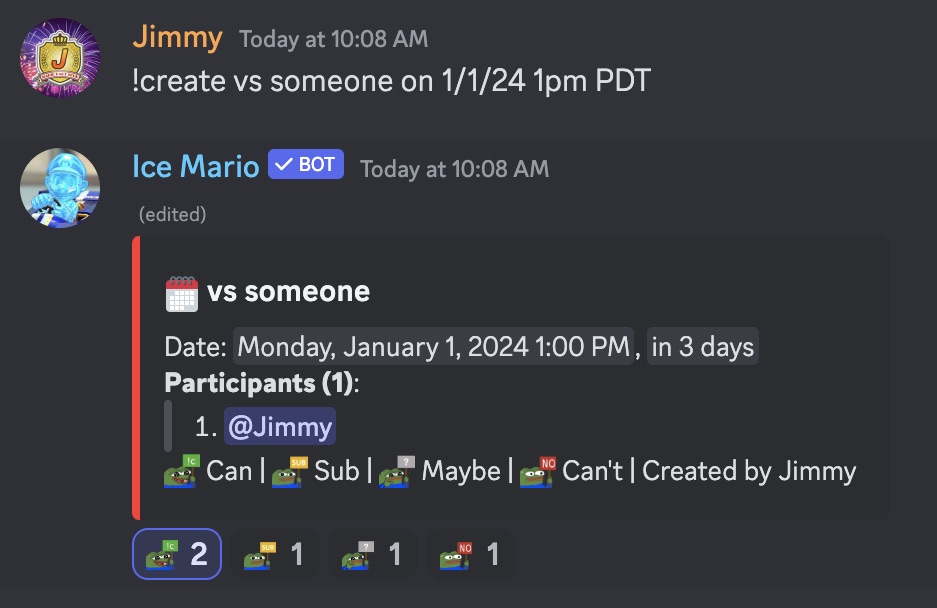 Jimmy Today at 10:08 AM
!create vs someone on 1/1/24 1pm PDT
Ice Mario BOT Today at 10:08 AM
(edited)
vs someone
Date: Monday, January 1, 2024 1:00 PM, in 3 days
Participants (1):
1. @Jimmy
!c Can | SUB Sub | ? Maybe | NO Can't | Created by Jimmy
!c 2 SUB 1 ? 1 NO 1